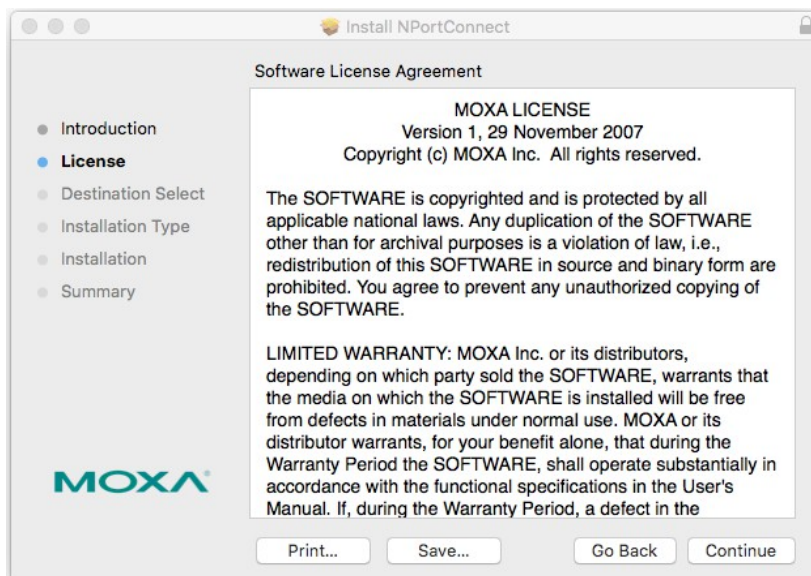 Install NPortConnect
Software License Agreement
Introduction
License
Destination Select
Installation Type
Installation
Summary
MOXA LICENSE
Version 1, 29 November 2007
Copyright (c) MOXA Inc.  All rights reserved.
The SOFTWARE is copyrighted and is protected by all
applicable national laws. Any duplication of the SOFTWARE
other than for archival purposes is a violation of law, i.e.,
redistribution of this SOFTWARE in source and binary form are
prohibited. You agree to prevent any unauthorized copying of
the SOFTWARE.
LIMITED WARRANTY: MOXA Inc. or its distributors,
depending on which party sold the SOFTWARE, warrants that
the media on which the SOFTWARE is installed will be free
from defects in materials under normal use. MOXA or its
distributor warrants, for your benefit alone, that during the
Warranty Period the SOFTWARE, shall operate substantially in
accordance with the functional specifications in the User's
Manual. If, during the Warranty Period, a defect in the
MOXA®
Print...
Save...
Go Back
Continue